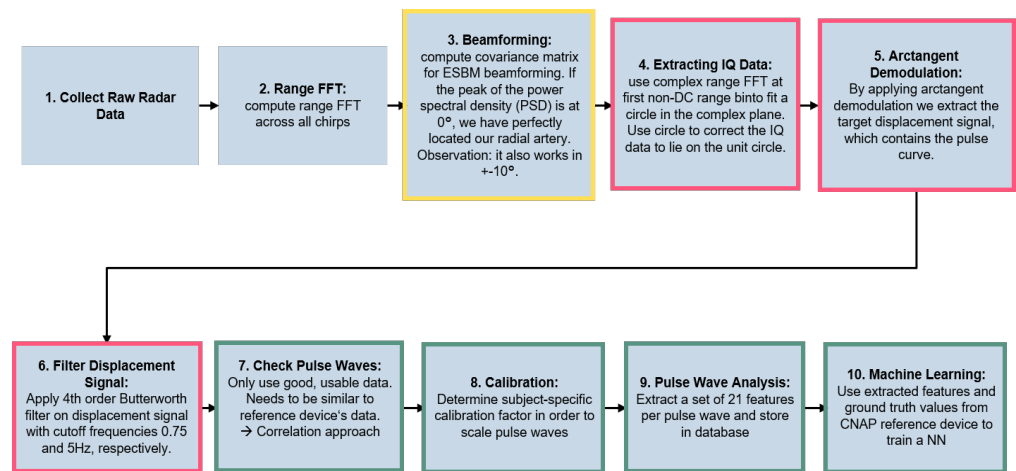 1. Collect Raw Radar
Data
2. Range FFT:
compute range FFT
across all chirps
3. Beamforming:
compute covariance matrix
for ESBM beamforming. If
the peak of the power
spectral density (PSD) is at
0°, we have perfectly
located our radial artery.
Observation: it also works in
+-10°.
4. Extracting IQ Data:
use complex range FFT at
first non-DC range binto fit a
circle in the complex plane.
Use circle to correct the IQ
data to lie on the unit circle.
5. Arctangent
Demodulation:
By applying arctangent
demodulation we extract the
target displacement signal,
which contains the pulse
curve.
6. Filter Displacement
Signal:
Apply 4th order Butterworth
filter on displacement signal
with cutoff frequencies 0.75
and 5Hz, respectively.
7. Check Pulse Waves:
Only use good, usable data.
Needs to be similar to
reference device‘s data.
→ Correlation approach
8. Calibration:
Determine subject-specific
calibration factor in order to
scale pulse waves
9. Pulse Wave Analysis:
Extract a set of 21 features
per pulse wave and store
in database
10. Machine Learning:
Use extracted features and
ground truth values from
CNAP reference device to
train a NN